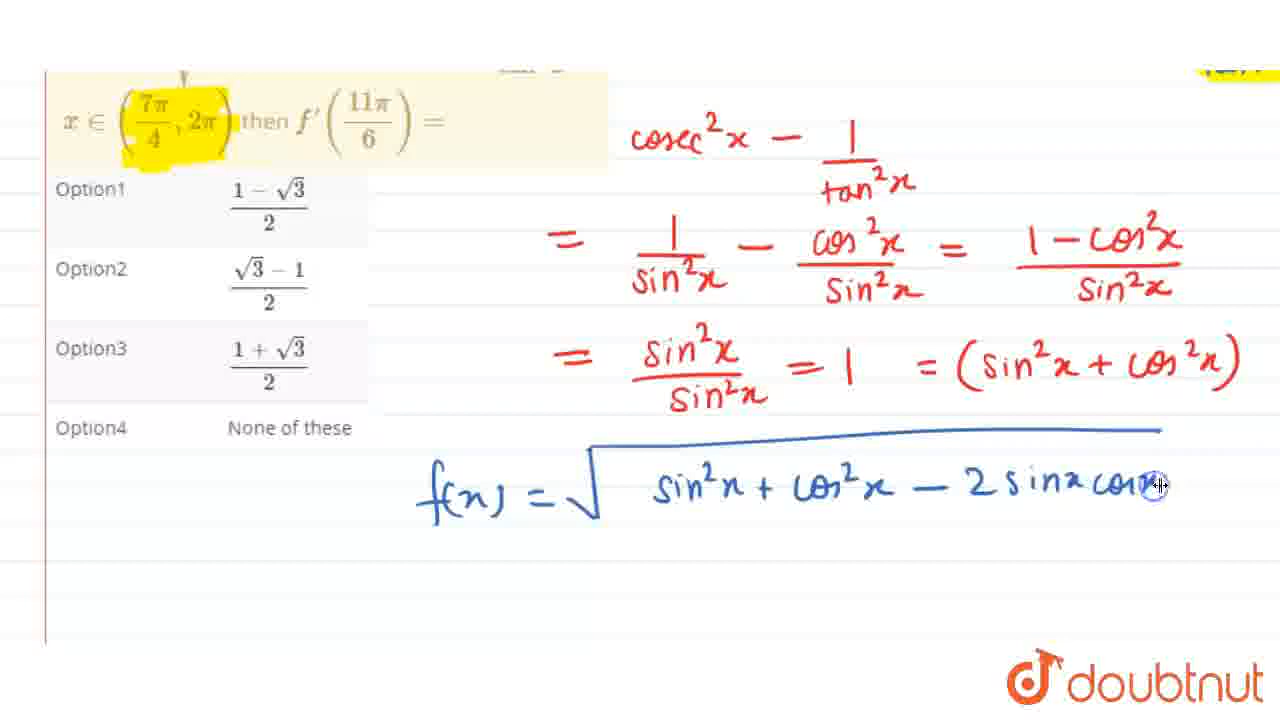 x ∈ (7π/4, 2π) then f′(11π/6) =
Option1 (1 − √3)/2
Option2 (√3 − 1)/2
Option3 (1 + √3)/2
Option4 None of these
cosec²x − 1/tan²x
= 1/sin²x − cos²x/sin²x = (1 − cos²x)/sin²x
= sin²x/sin²x = 1 = (sin²x + cos²x)
f(x) = √(sin²x + cos²x − 2 sinx cosx)
doubtnut